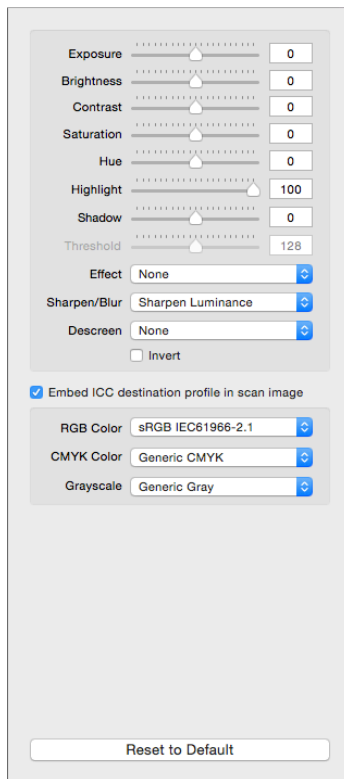 Exposure 0
Brightness 0
Contrast 0
Saturation 0
Hue 0
Highlight 100
Shadow 0
Threshold 128
Effect None
Sharpen/Blur Sharpen Luminance
Descreen None
Invert
Embed ICC destination profile in scan image
RGB Color sRGB IEC61966-2.1
CMYK Color Generic CMYK
Grayscale Generic Gray
Reset to Default